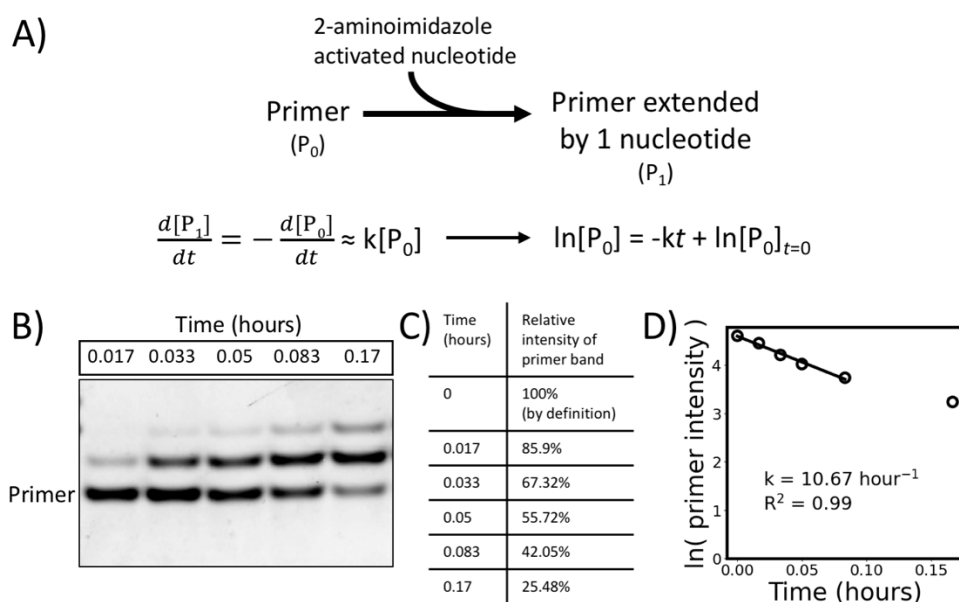 A)
2-aminoimidazole
activated nucleotide
Primer
(P₀)
Primer extended
by 1 nucleotide
(P₁)
d[P₁]/dt = − d[P₀]/dt ≈ k[P₀]
ln[P₀] = -kt + ln[P₀]ₜ₌₀
B)
Time (hours)
0.017 0.033 0.05 0.083 0.17
Primer
C)
Time (hours) Relative intensity of primer band
0 100% (by definition)
0.017 85.9%
0.033 67.32%
0.05 55.72%
0.083 42.05%
0.17 25.48%
D)
ln( primer intensity )
4
3
2
1
0
k = 10.67 hour⁻¹
R² = 0.99
0.00 0.05 0.10 0.15
Time (hours)